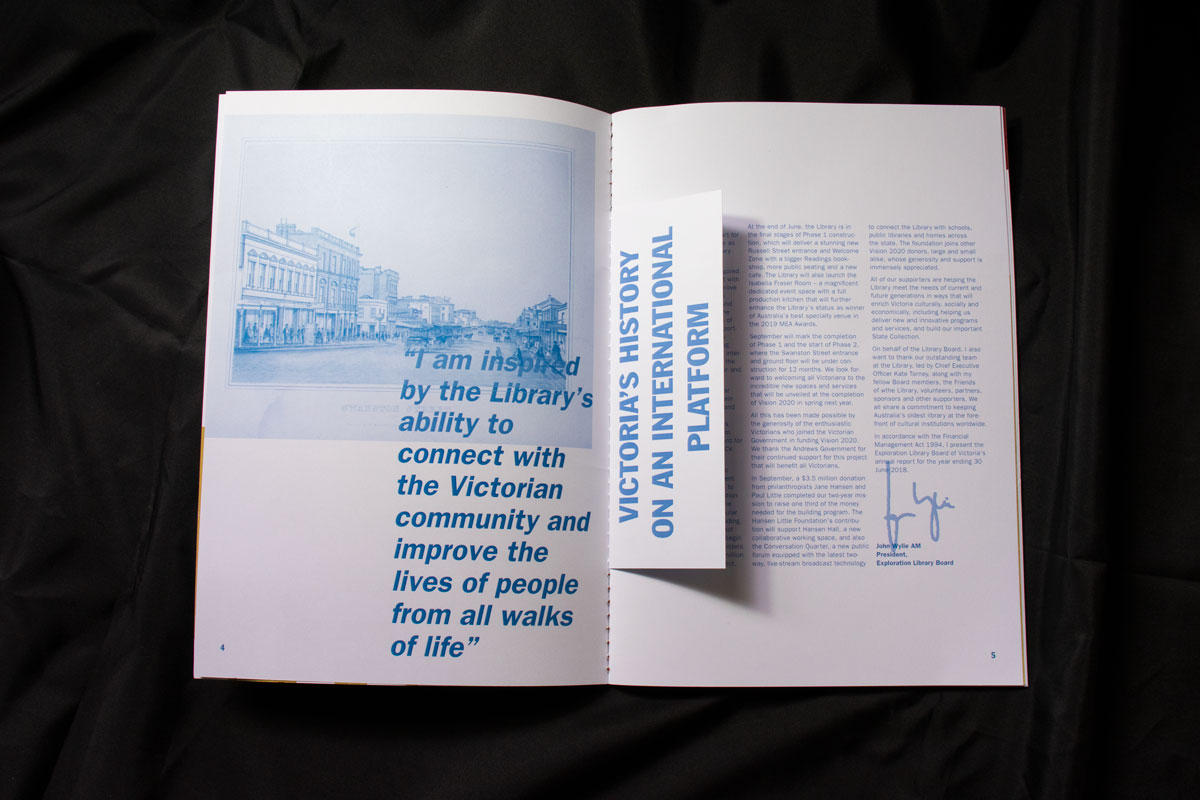 “I am inspired
by the Library’s
ability to
connect with
the Victorian
community and
improve the
lives of people
from all walks
of life”
4
VICTORIA’S HISTORY
ON AN INTERNATIONAL
PLATFORM
At the end of June, the Library is in
the final stages of Phase 1 construc-
tion, which will deliver a stunning new
Russell Street entrance and Welcome
Zone with a bigger Readings book-
shop, more public seating and a new
cafe. The Library will also launch the
Isabella Fraser Room – a magnificent
dedicated event space with a full
production kitchen that will further
enhance the Library’s status as winner
of Australia’s best specialty venue in
the 2019 MEA Awards.
September will mark the completion
of Phase 1 and the start of Phase 2,
where the Swanston Street entrance
and ground floor will be under con-
struction for 12 months. We look for-
ward to welcoming all Victorians to the
incredible new spaces and services
that will be unveiled at the completion
of Vision 2020 in spring next year.
All this has been made possible by
the generosity of the enthusiastic
Victorians who joined the Victorian
Government in funding Vision 2020.
We thank the Andrews Government for
their continued support for this project
that will benefit all Victorians.
In September, a $3.5 million donation
from philanthropists Jane Hansen and
Paul Little completed our two-year mis-
sion to raise one third of the money
needed for the building program. The
Hansen Little Foundation’s contribu-
tion will support Hansen Hall, a new
collaborative working space, and also
the Conversation Quarter, a new public
forum equipped with the latest two-
way, live-stream broadcast technology
to connect the Library with schools,
public libraries and homes across
the state. The foundation joins other
Vision 2020 donors, large and small
alise, whose generosity and support is
immensely appreciated.
All of our supporters are helping the
Library meet the needs of current and
future generations in ways that will
enrich Victoria culturally, socially and
economically, including helping us
deliver new and innovative programs
and services, and build our important
State Collection.
On behalf of the Library Board, I also
want to thank our outstanding team
at the Library, led by Chief Executive
Officer Kate Torney, along with my
fellow Board members, the Friends
of wthe Library, volunteers, partners,
sponsors and other supporters. We
all share a commitment to keeping
Australia’s oldest library at the fore-
front of cultural institutions worldwide.
In accordance with the Financial
Management Act 1994, I present the
Exploration Library Board of Victoria’s
annual report for the year ending 30
June 2018.
John Wylie AM
President,
Exploration Library Board
5